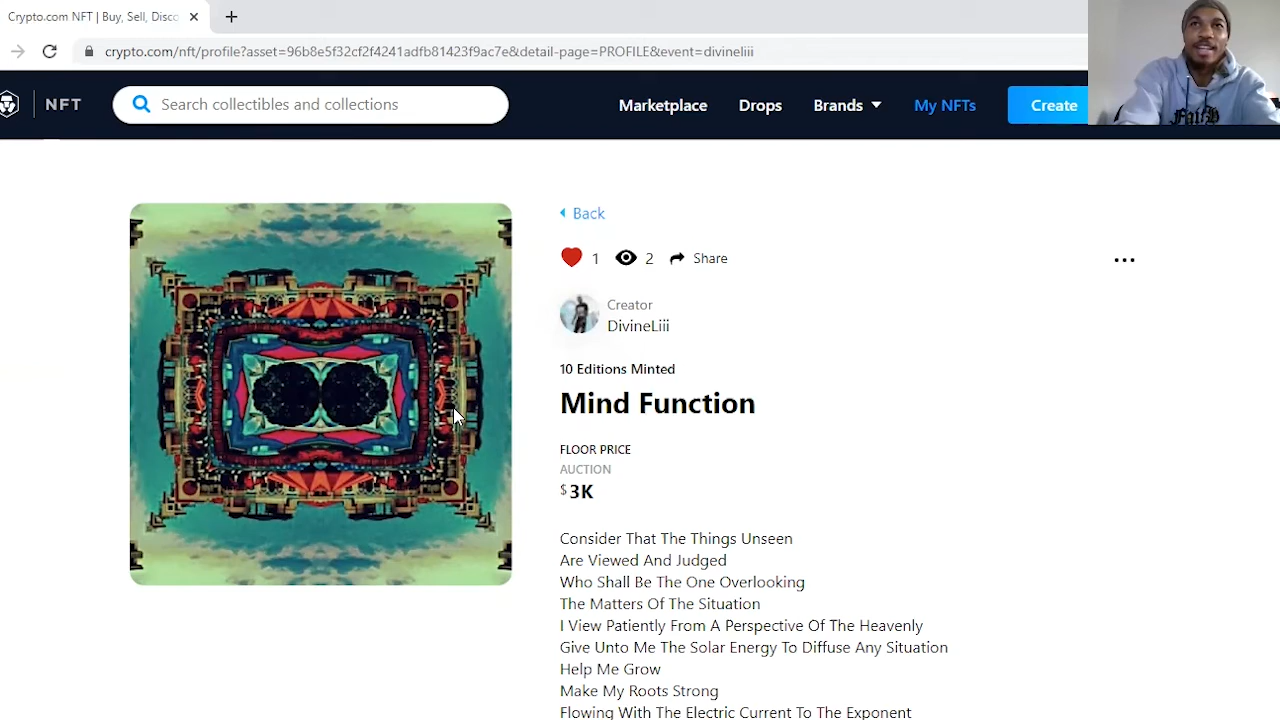 Crypto.com NFT | Buy, Sell, Disco
crypto.com/nft/profile?asset=96b8e5f32cf2f4241adfb81423f9ac7e&detail-page=PROFILE&event=divineliii
NFT
Search collectibles and collections
Marketplace
Drops
Brands
My NFTs
Create
Faith
Back
1
2
Share
Creator
DivineLiii
10 Editions Minted
Mind Function
FLOOR PRICE
AUCTION
$3K
Consider That The Things Unseen
Are Viewed And Judged
Who Shall Be The One Overlooking
The Matters Of The Situation
I View Patiently From A Perspective Of The Heavenly
Give Unto Me The Solar Energy To Diffuse Any Situation
Help Me Grow
Make My Roots Strong
Flowing With The Electric Current To The Exponent